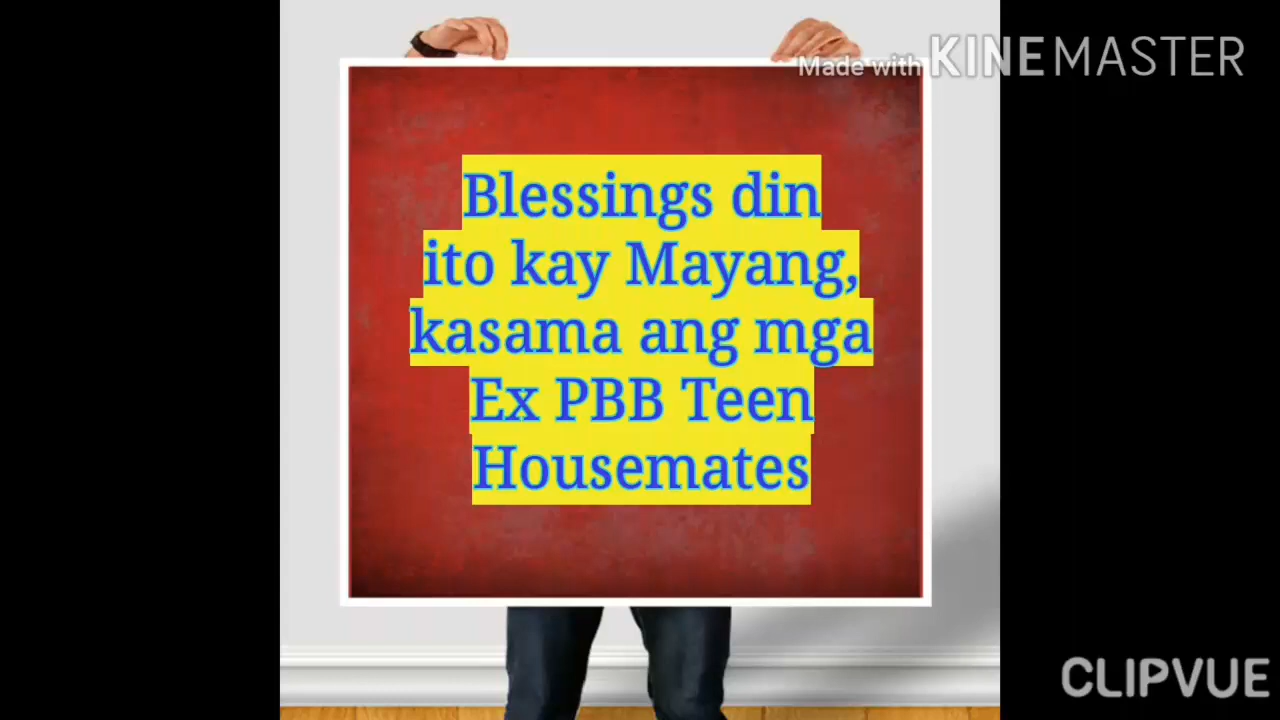 Made with KINEMASTER
Blessings din
ito kay Mayang,
kasama ang mga
Ex PBB Teen
Housemates
CLIPVUE